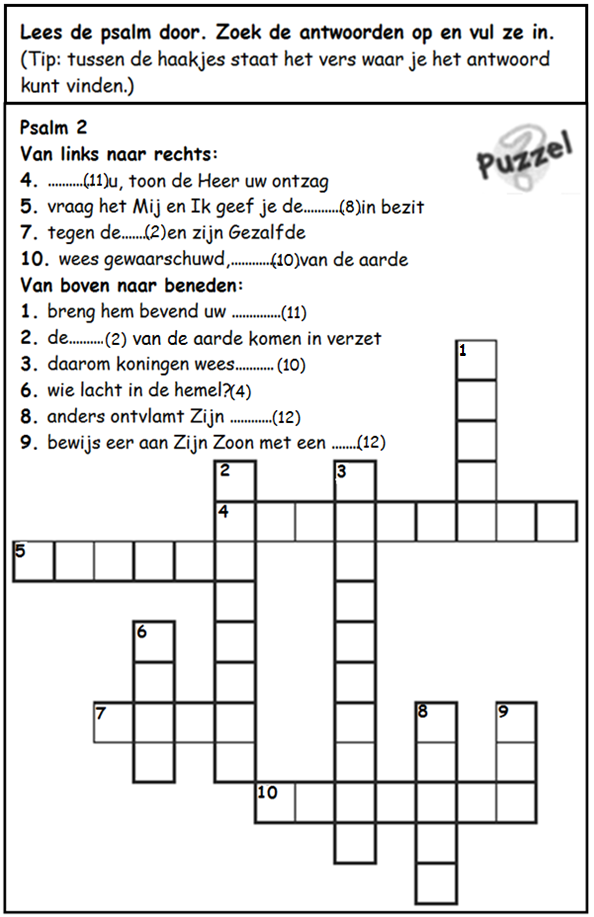 Lees de psalm door. Zoek de antwoorden op en vul ze in.
(Tip: tussen de haakjes staat het vers waar je het antwoord
kunt vinden.)
Psalm 2
Puzzel
Van links naar rechts:
4. ..........(11)u, toon de Heer uw ontzag
5. vraag het Mij en Ik geef je de..........(8)in bezit
7. tegen de.......(2)en zijn Gezalfde
10. wees gewaarschuwd,............(10)van de aarde
Van boven naar beneden:
1. breng hem bevend uw ..............(11)
2. de..........(2) van de aarde komen in verzet
3. daarom koningen wees........... (10)
6. wie lacht in de hemel?(4)
8. anders ontvlamt Zijn ............(12)
9. bewijs eer aan Zijn Zoon met een .......(12)
1
2 3
4
5
6
7 8 9
10